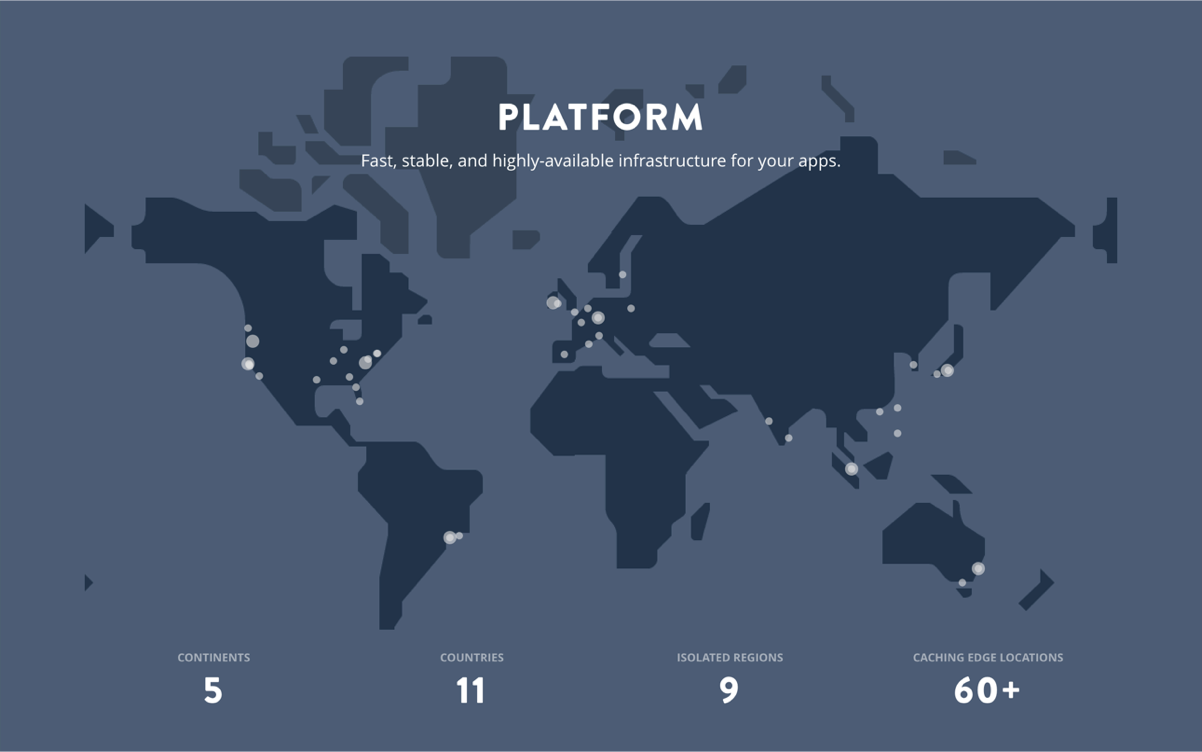 PLATFORM
Fast, stable, and highly-available infrastructure for your apps.
CONTINENTS
5
COUNTRIES
11
ISOLATED REGIONS
9
CACHING EDGE LOCATIONS
60+